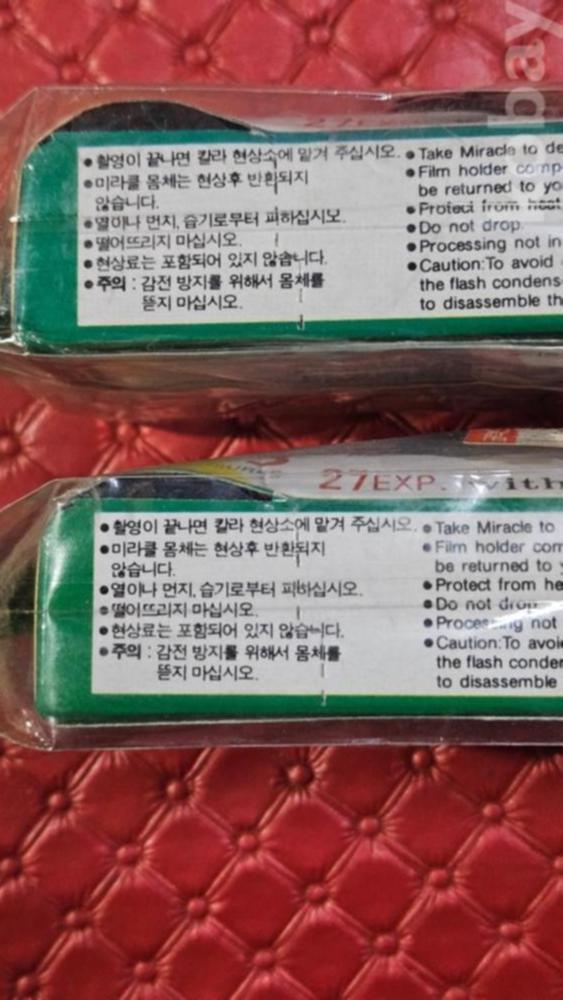 bay
● 촬영이 끝나면 칼라 현상소에 맡겨 주십시오.
● 미라클 몸체는 현상후 반환되지
않습니다.
● 열이나 먼지, 습기로부터 피하십시오.
● 떨어뜨리지 마십시오.
● 현상료는 포함되어 있지 않습니다.
● 주의 : 감전 방지를 위해서 몸체를
뜯지 마십시오.
● Take Miracle to de
● Film holder comp
be returned to yo
● Protect from heat
● Do not drop.
● Processing not in
● Caution:To avoid
the flash condens
to disassemble th
27EXP. with
● 촬영이 끝나면 칼라 현상소에 맡겨 주십시오.
● 미라클 몸체는 현상후 반환되지
않습니다.
● 열이나 먼지, 습기로부터 피하십시오.
● 떨어뜨리지 마십시오.
● 현상료는 포함되어 있지 않습니다.
● 주의 : 감전 방지를 위해서 몸체를
뜯지 마십시오.
● Take Miracle to
● Film holder com
be returned to y
● Protect from he
● Do not drop
● Processing not
● Caution:To avoi
the flash conder
to disassemble